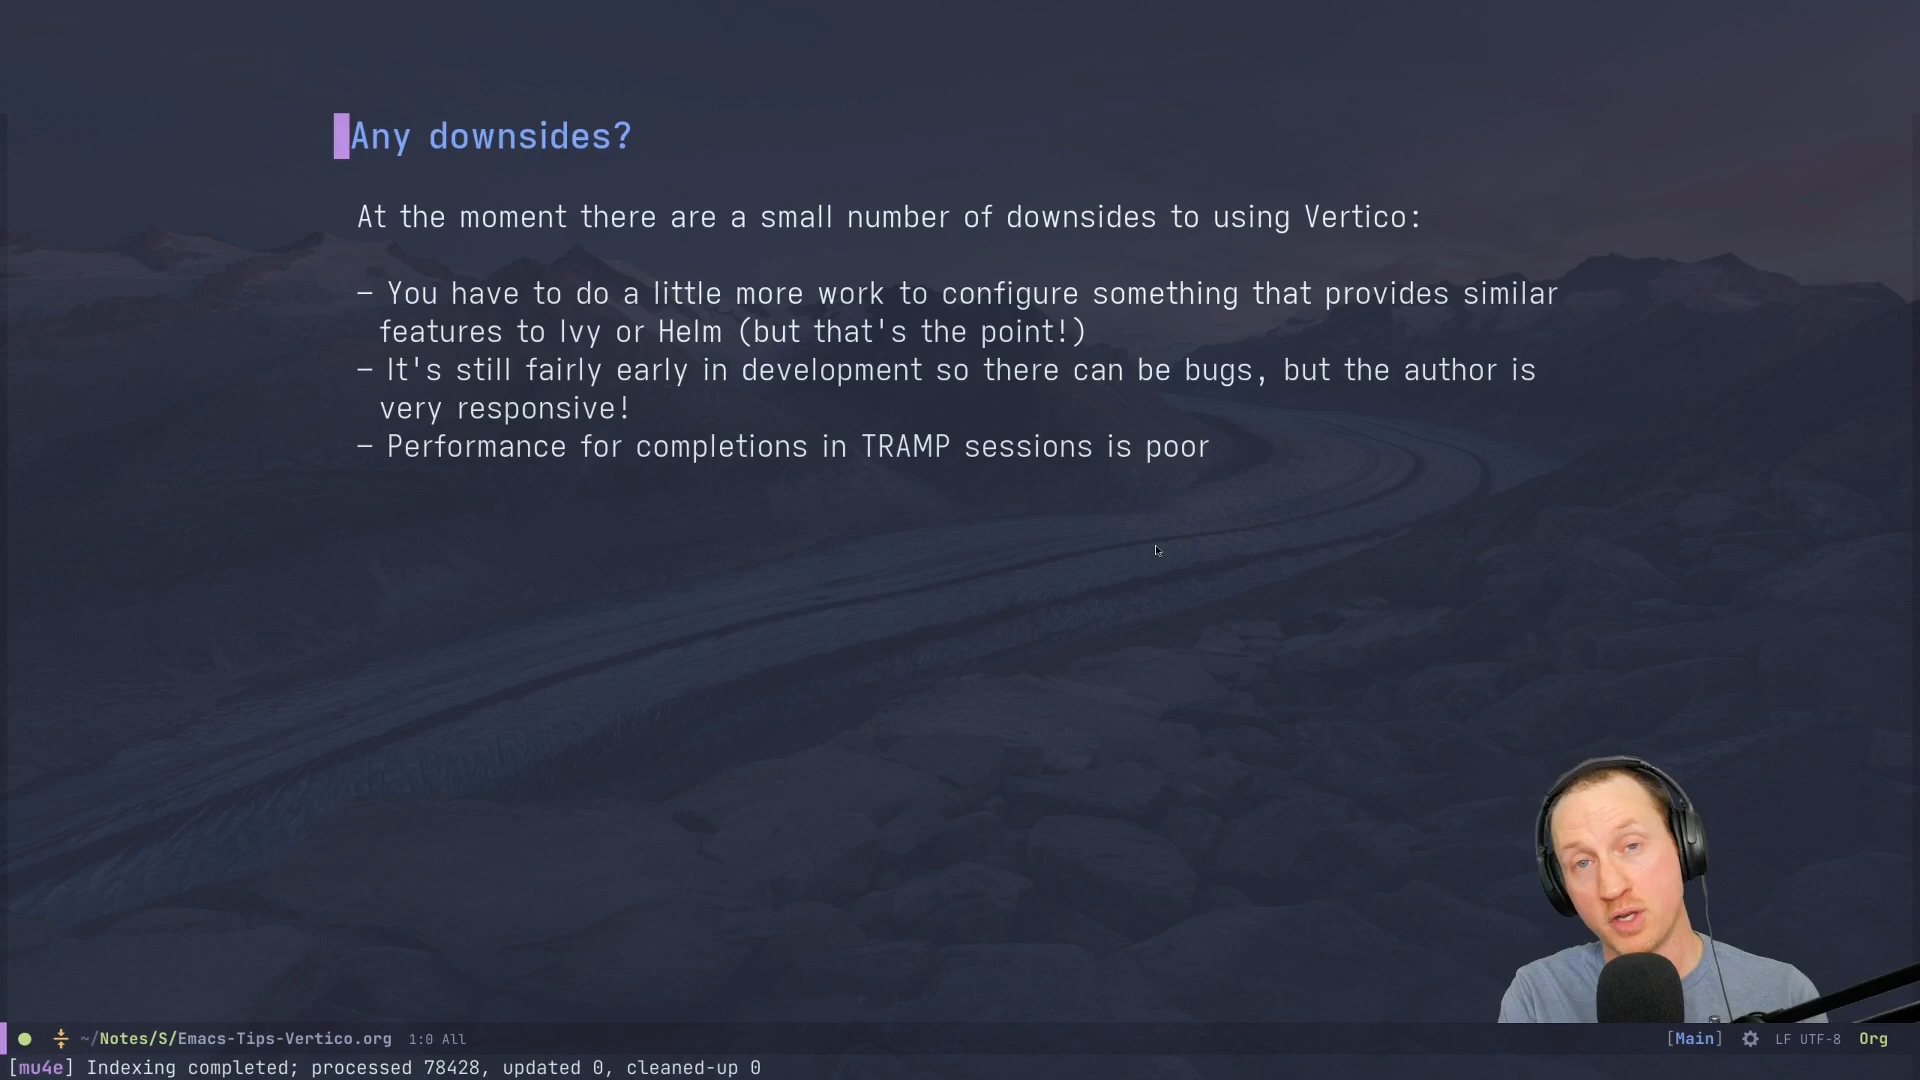 Any downsides?
At the moment there are a small number of downsides to using Vertico:
– You have to do a little more work to configure something that provides similar
features to Ivy or Helm (but that's the point!)
– It's still fairly early in development so there can be bugs, but the author is
very responsive!
– Performance for completions in TRAMP sessions is poor
~/Notes/S/Emacs-Tips-Vertico.org 1:0 All [Main] LF UTF-8 Org
[mu4e] Indexing completed; processed 78428, updated 0, cleaned-up 0